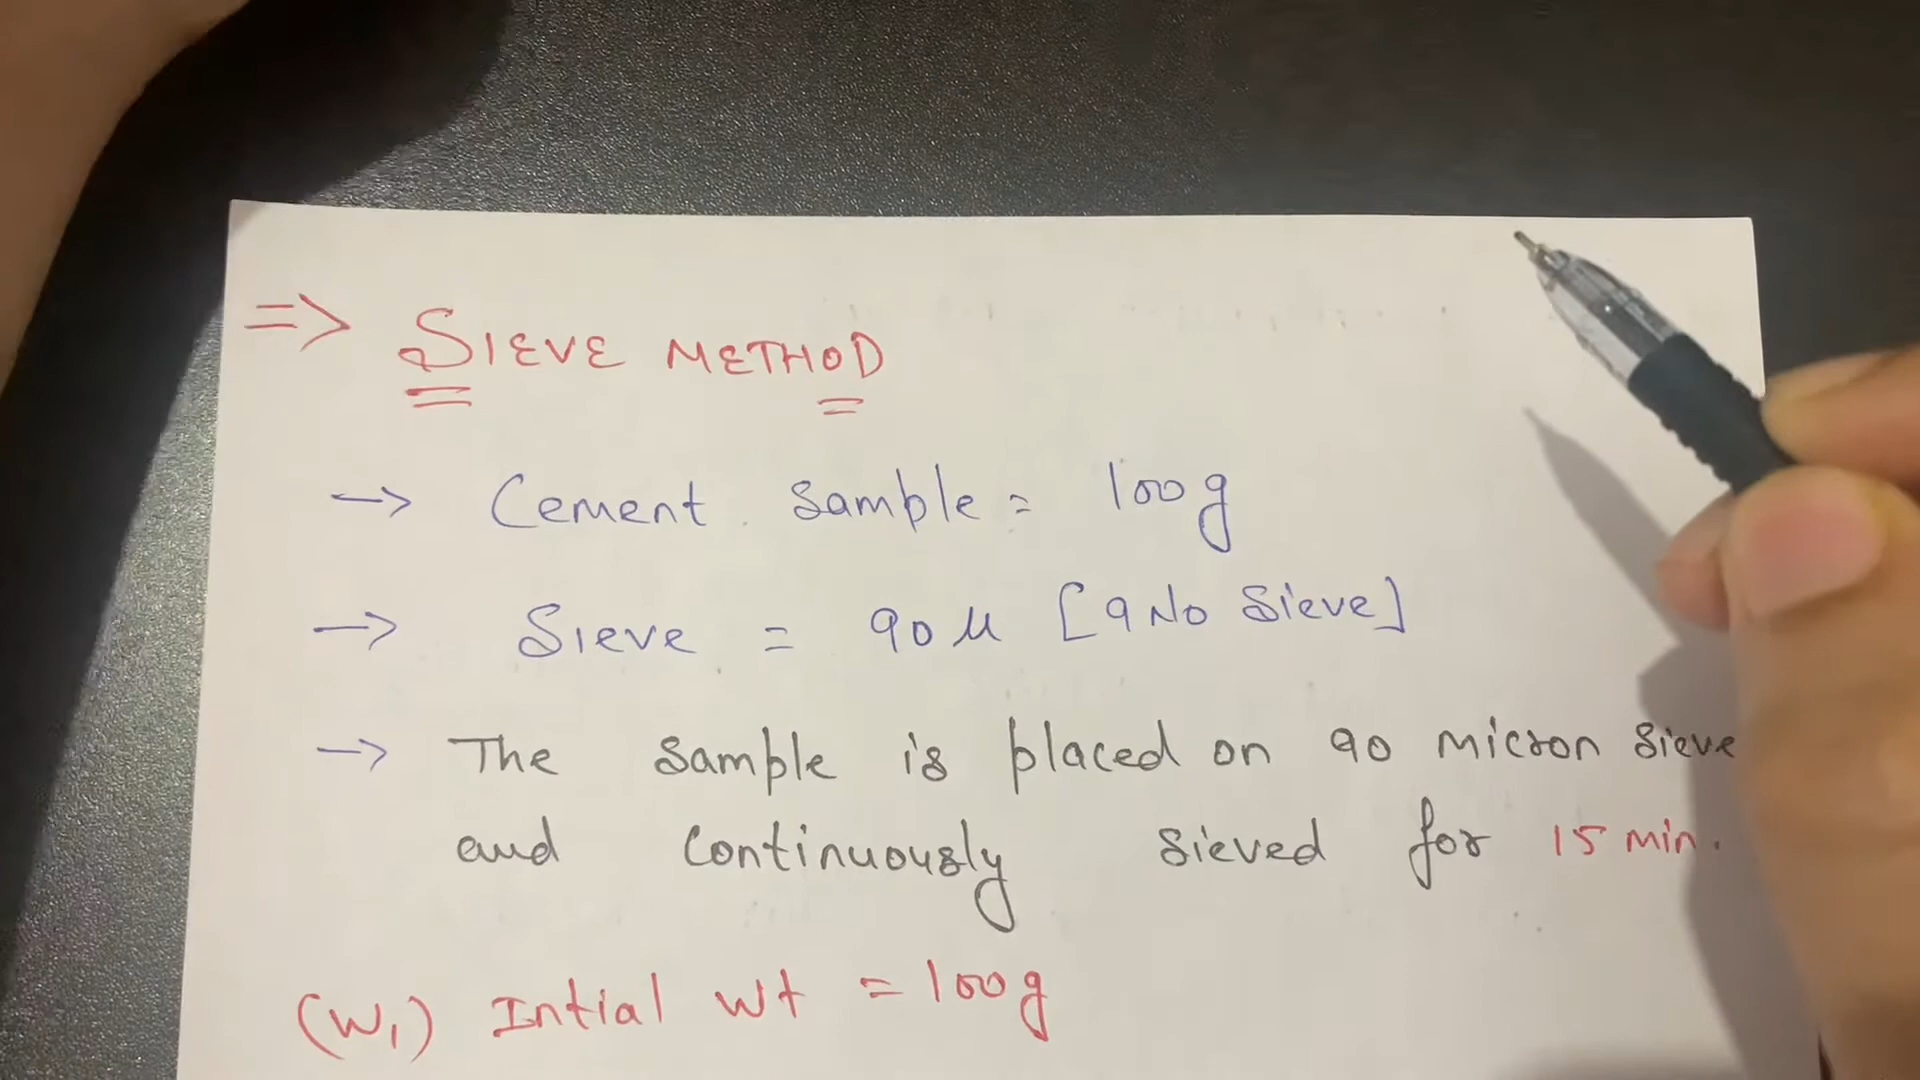 => SIEVE METHOD
-> Cement Sample = 100g
-> Sieve = 90 μ [9 No Sieve]
-> The Sample is placed on 90 micron Sieve
and Continuously Sieved for 15 min.
(W1) Intial Wt = 100g